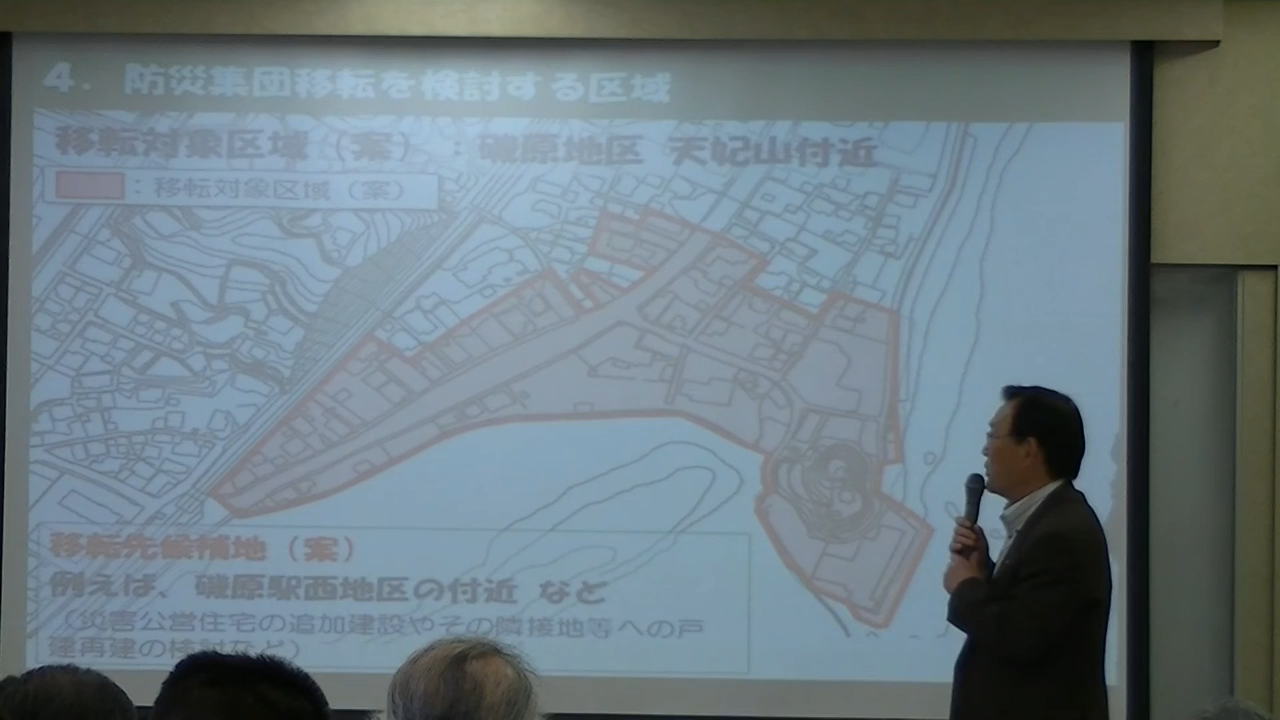 4. 防災集団移転を検討する区域
移転対象区域（案）：磯原地区 天妃山付近
：移転対象区域（案）
移転先候補地（案）
例えば、磯原駅西地区の付近 など
（災害公営住宅の追加建設やその隣接地等への戸
建再建の検討など）